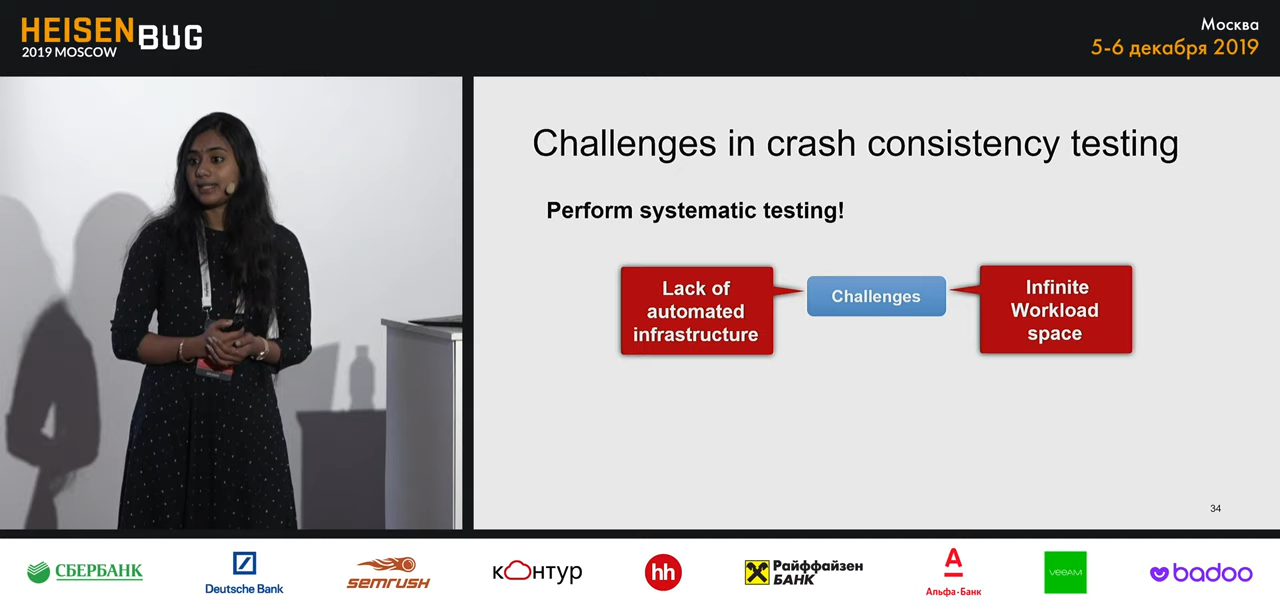 HEISENBUG
2019 MOSCOW
Москва
5-6 декабря 2019
Challenges in crash consistency testing
Perform systematic testing!
Lack of
automated
infrastructure
Challenges
Infinite
Workload
space
34
СБЕРБАНК
Deutsche Bank
semrush
контур
hh
Райффайзен
БАНК
А
Альфа·Банк
veeam
badoo